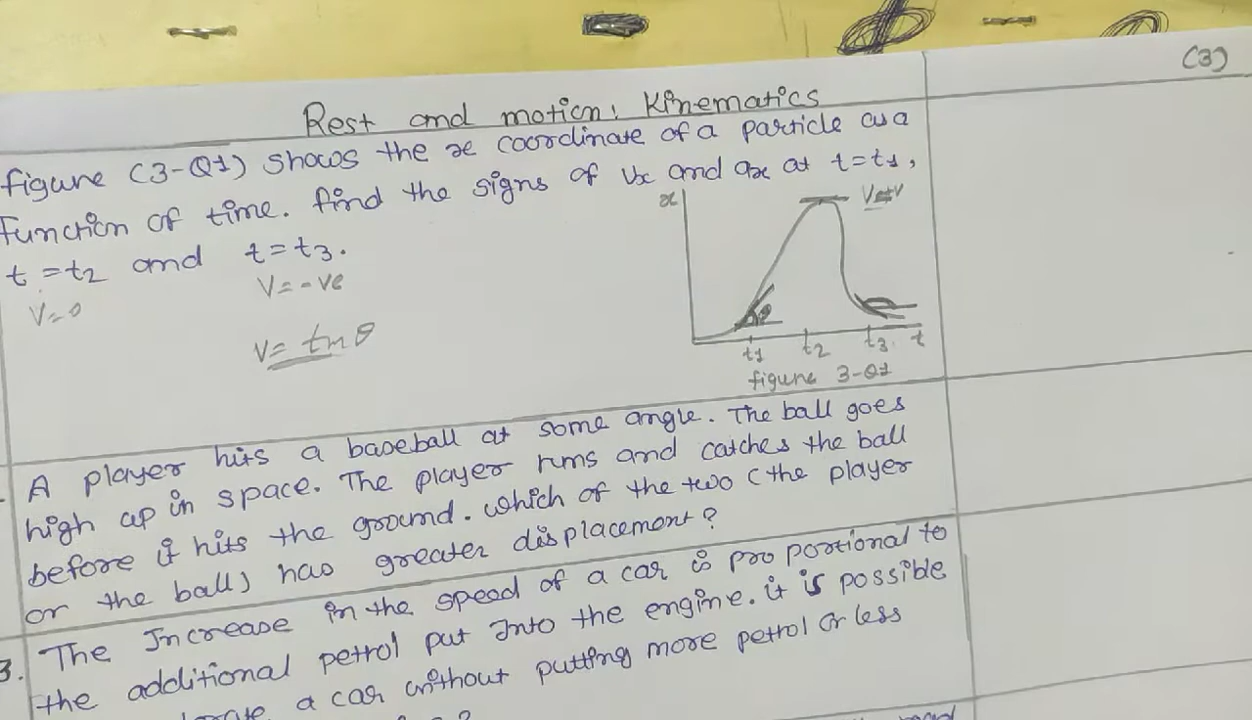 (3)
Rest and motion: Kinematics
figure (3-Q1) shows the x coordinate of a particle as a
function of time. find the signs of vx and ax at t=t1,
t=t2 and t=t3.
V=0
V=-ve
V= tanθ
x
t1 t2 t3 t
figure 3-Q1
A player hits a baseball at some angle. The ball goes
high up in space. The player runs and catches the ball
before it hits the ground. which of the two (the player
or the ball) has greater displacement?
3. The Increase in the speed of a car is proportional to
the additional petrol put Into the engine. it is possible
a car without putting more petrol or less